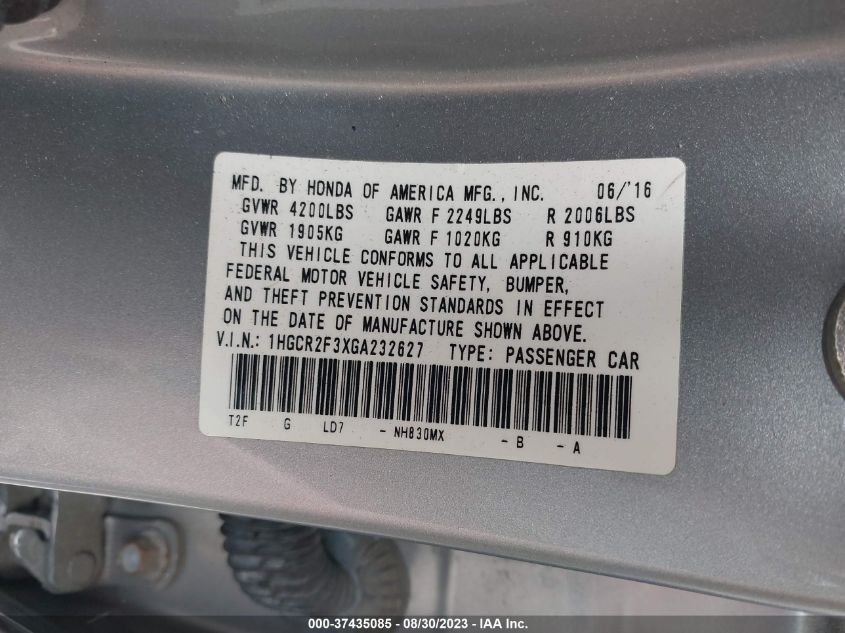 MFD. BY HONDA OF AMERICA MFG., INC. 06/'16
GVWR 4200LBS GAWR F 2249LBS R 2006LBS
GVWR 1905KG GAWR F 1020KG R 910KG
THIS VEHICLE CONFORMS TO ALL APPLICABLE
FEDERAL MOTOR VEHICLE SAFETY, BUMPER,
AND THEFT PREVENTION STANDARDS IN EFFECT
ON THE DATE OF MANUFACTURE SHOWN ABOVE.
V.I.N.: 1HGCR2F3XGA232627 TYPE: PASSENGER CAR
T2F G LD7 - NH830MX - B - A
000-37435085 - 08/30/2023 - IAA Inc.